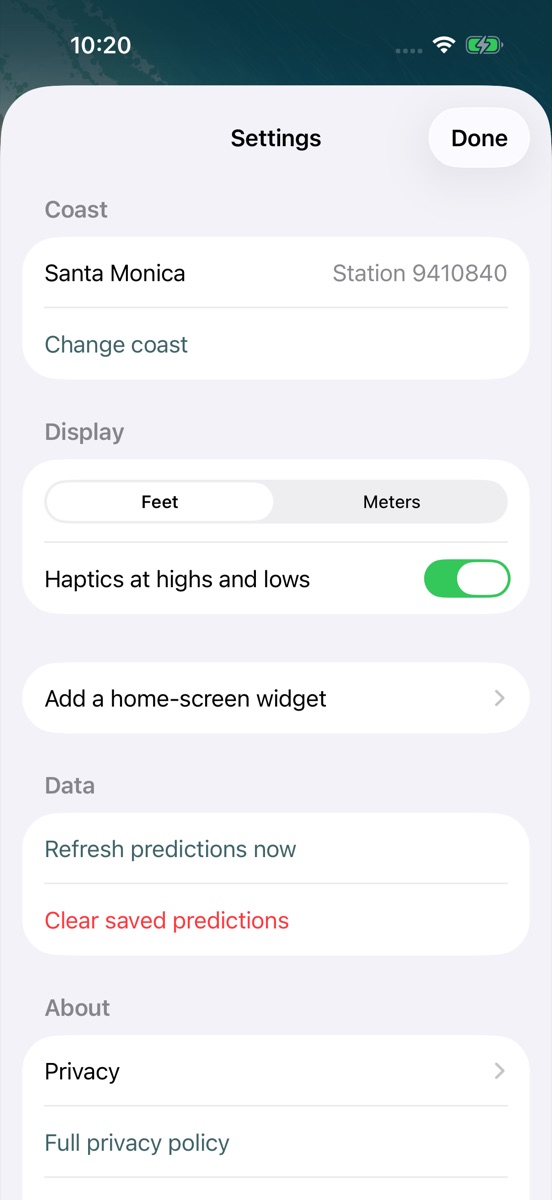 10:20
Settings
Done
Coast
Santa Monica
Station 9410840
Change coast
Display
Feet
Meters
Haptics at highs and lows
Add a home-screen widget
Data
Refresh predictions now
Clear saved predictions
About
Privacy
Full privacy policy